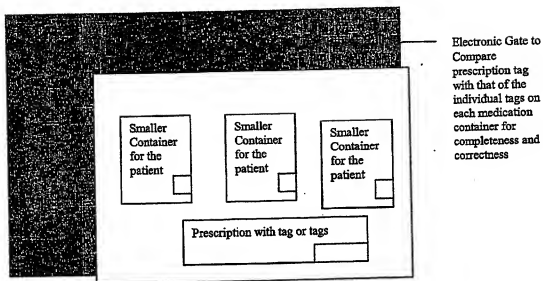 Electronic Gate to
Compare
prescription tag
with that of the
individual tags on
each medication
container for
completeness and
correctness
Smaller
Container
for the
patient
Smaller
Container
for the
patient
Smaller
Container
for the
patient
Prescription with tag or tags